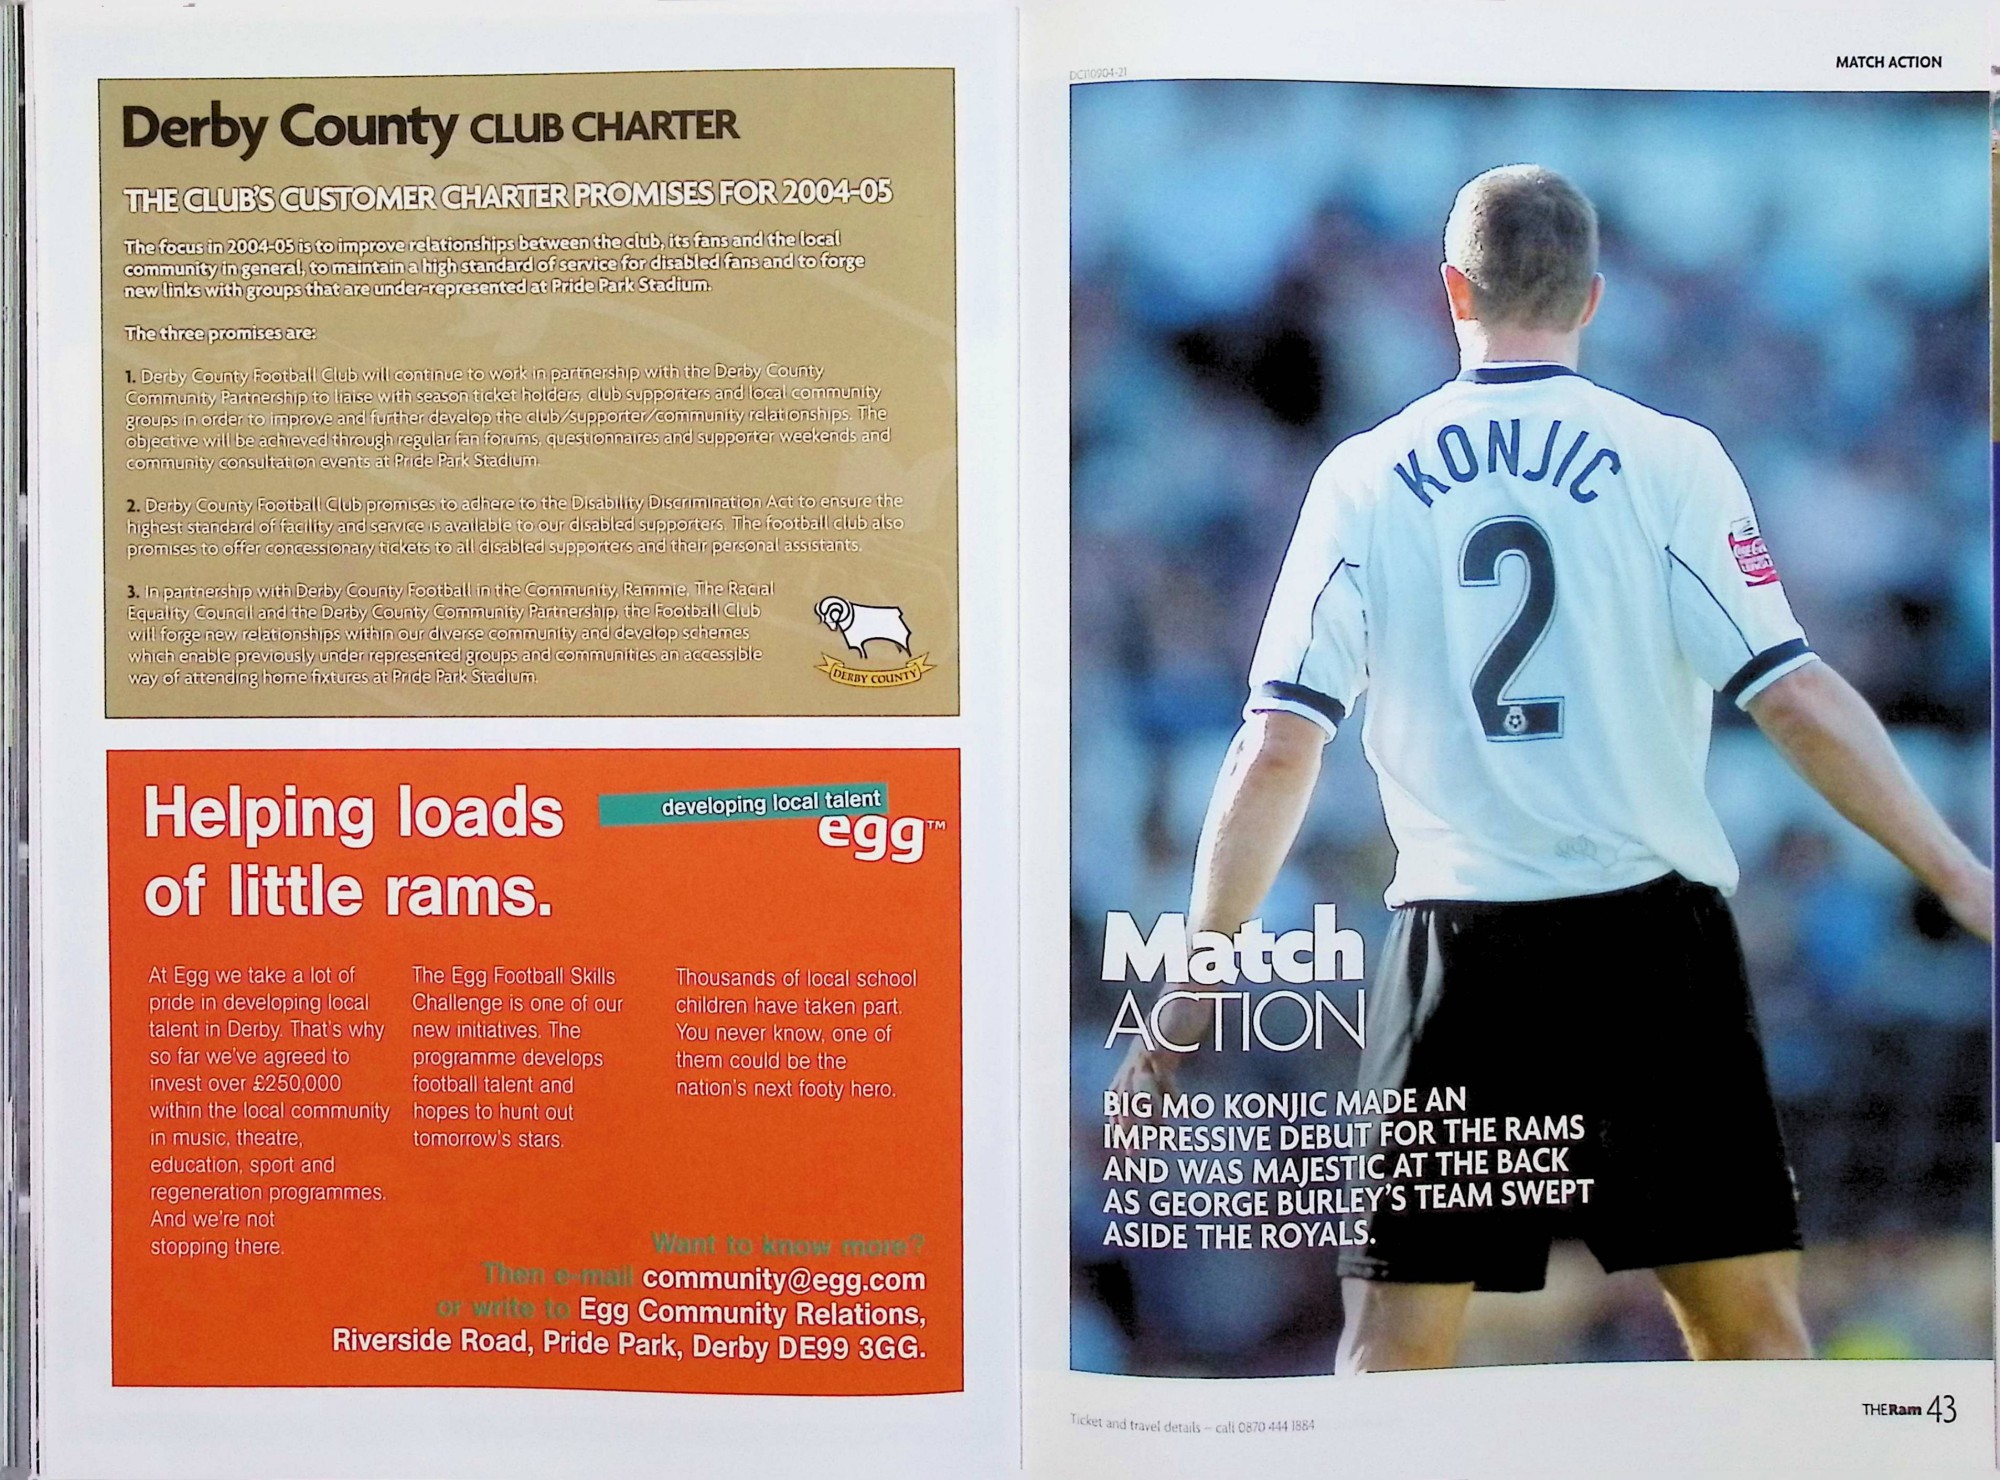 Derby County CLUB CHARTER
THE CLUB'S CUSTOMER CHARTER PROMISES FOR 2004-05
The focus in 2004-05 is to improve relationships between the club, its fans and the local
community in general, to maintain a high standard of service for disabled fans and to forge
new links with groups that are under-represented at Pride Park Stadium.
The three promises are:
1. Derby County Football Club will continue to work in partnership with the Derby County
Community Partnership to liaise with season ticket holders, club supporters and local community
groups in order to improve and further develop the club/supporter/community relationships. The
objective will be achieved through regular fan forums, questionnaires and supporter weekends and
community consultation events at Pride Park Stadium.
2. Derby County Football Club promises to adhere to the Disability Discrimination Act to ensure the
highest standard of facility and service is available to our disabled supporters. The football club also
promises to offer concessionary tickets to all disabled supporters and their personal assistants.
3. In partnership with Derby County Football in the Community, Rammie, The Racial
Equality Council and the Derby County Community Partnership, the Football Club
will forge new relationships within our diverse community and develop schemes
which enable previously under represented groups and communities an accessible
way of attending home fixtures at Pride Park Stadium.
DERBY COUNTY
Helping loads
of little rams.
developing local talent
egg™
At Egg we take a lot of
pride in developing local
talent in Derby. That's why
so far we've agreed to
invest over £250,000
within the local community
in music, theatre,
education, sport and
regeneration programmes.
And we're not
stopping there.
The Egg Football Skills
Challenge is one of our
new initiatives. The
programme develops
football talent and
hopes to hunt out
tomorrow's stars.
Thousands of local school
children have taken part.
You never know, one of
them could be the
nation's next footy hero.
Want to know more?
Then e-mail community@egg.com
or write to Egg Community Relations,
Riverside Road, Pride Park, Derby DE99 3GG.
DC110904-21
MATCH ACTION
KONJIC
2
Coca-Cola
Match
ACTION
BIG MO KONJIC MADE AN
IMPRESSIVE DEBUT FOR THE RAMS
AND WAS MAJESTIC AT THE BACK
AS GEORGE BURLEY'S TEAM SWEPT
ASIDE THE ROYALS.
Ticket and travel details – call 0870 444 1884
THERam 43